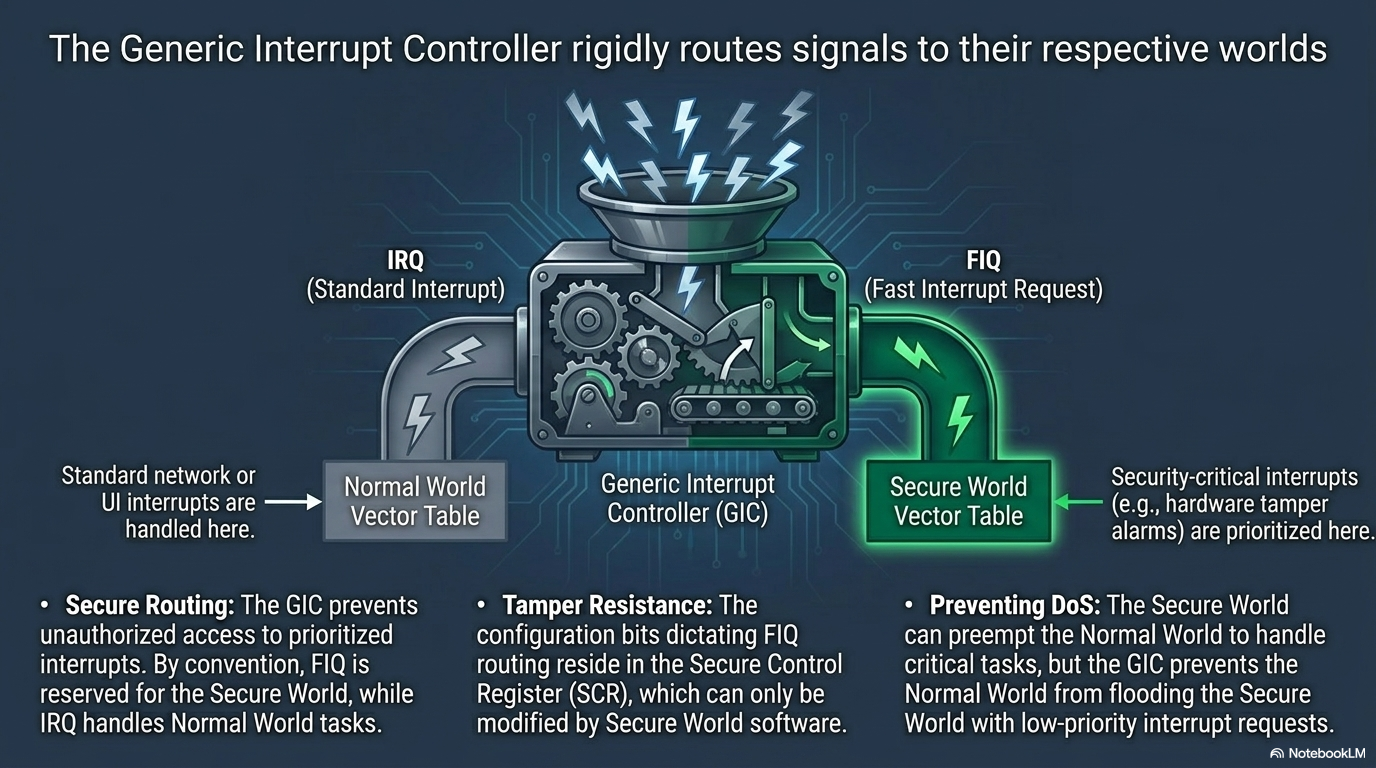 The Generic Interrupt Controller rigidly routes signals to their respective worlds
IRQ
(Standard Interrupt)
FIQ
(Fast Interrupt Request)
Standard network or
UI interrupts are
handled here.
Normal World
Vector Table
Generic Interrupt
Controller (GIC)
Secure World
Vector Table
Security-critical interrupts
(e.g., hardware tamper
alarms) are prioritized here.
• Secure Routing: The GIC prevents
unauthorized access to prioritized
interrupts. By convention, FIQ is
reserved for the Secure World, while
IRQ handles Normal World tasks.
• Tamper Resistance: The
configuration bits dictating FIQ
routing reside in the Secure Control
Register (SCR), which can only be
modified by Secure World software.
• Preventing DoS: The Secure World
can preempt the Normal World to handle
critical tasks, but the GIC prevents the
Normal World from flooding the Secure
World with low-priority interrupt requests.
NotebookLM